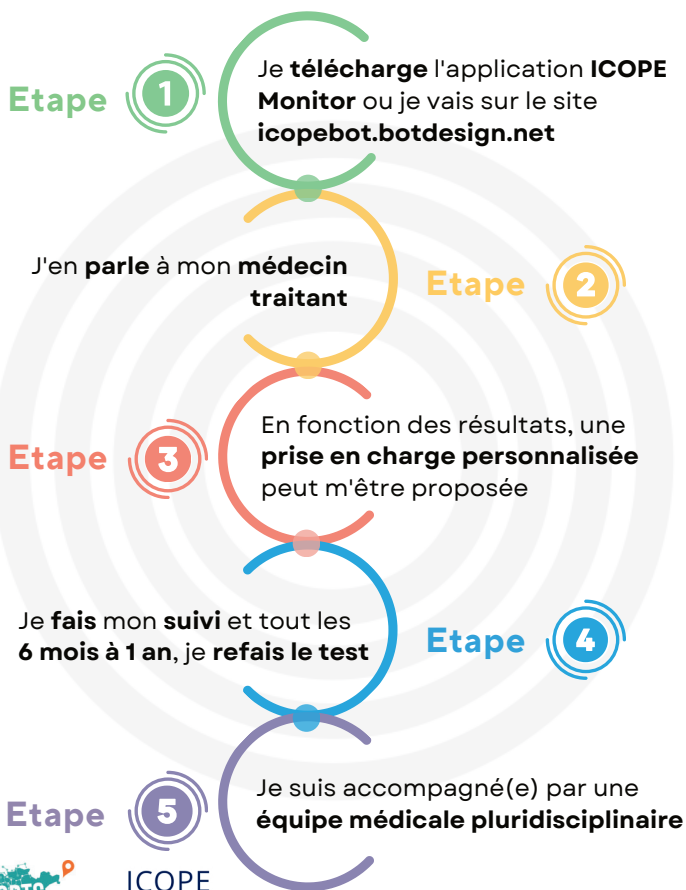 Etape 1
Je télécharge l'application ICOPE
Monitor ou je vais sur le site
icopebot.botdesign.net
J'en parle à mon médecin
traitant
Etape 2
Etape 3
En fonction des résultats, une
prise en charge personnalisée
peut m'être proposée
Je fais mon suivi et tout les
6 mois à 1 an, je refais le test
Etape 4
Etape 5
Je suis accompagné(e) par une
équipe médicale pluridisciplinaire
ICOPE